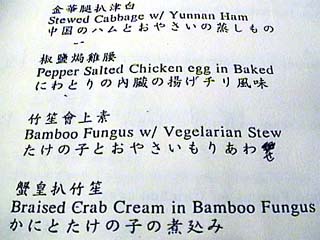 金華腿扒津白
Stewed Cabbage w/ Yunnan Ham
中国のハムとおやさいの蒸しもの
椒鹽焗雞腰
Pepper Salted Chicken egg in Baked
にわとりの内臓の揚げチリ風味
竹笙會上素
Bamboo Fungus w/ Vegelarian Stew
たけの子とおやさいもりあわ
蟹皇扒竹笙
Braised Crab Cream in Bamboo Fungus
かにとたけの子の煮込み